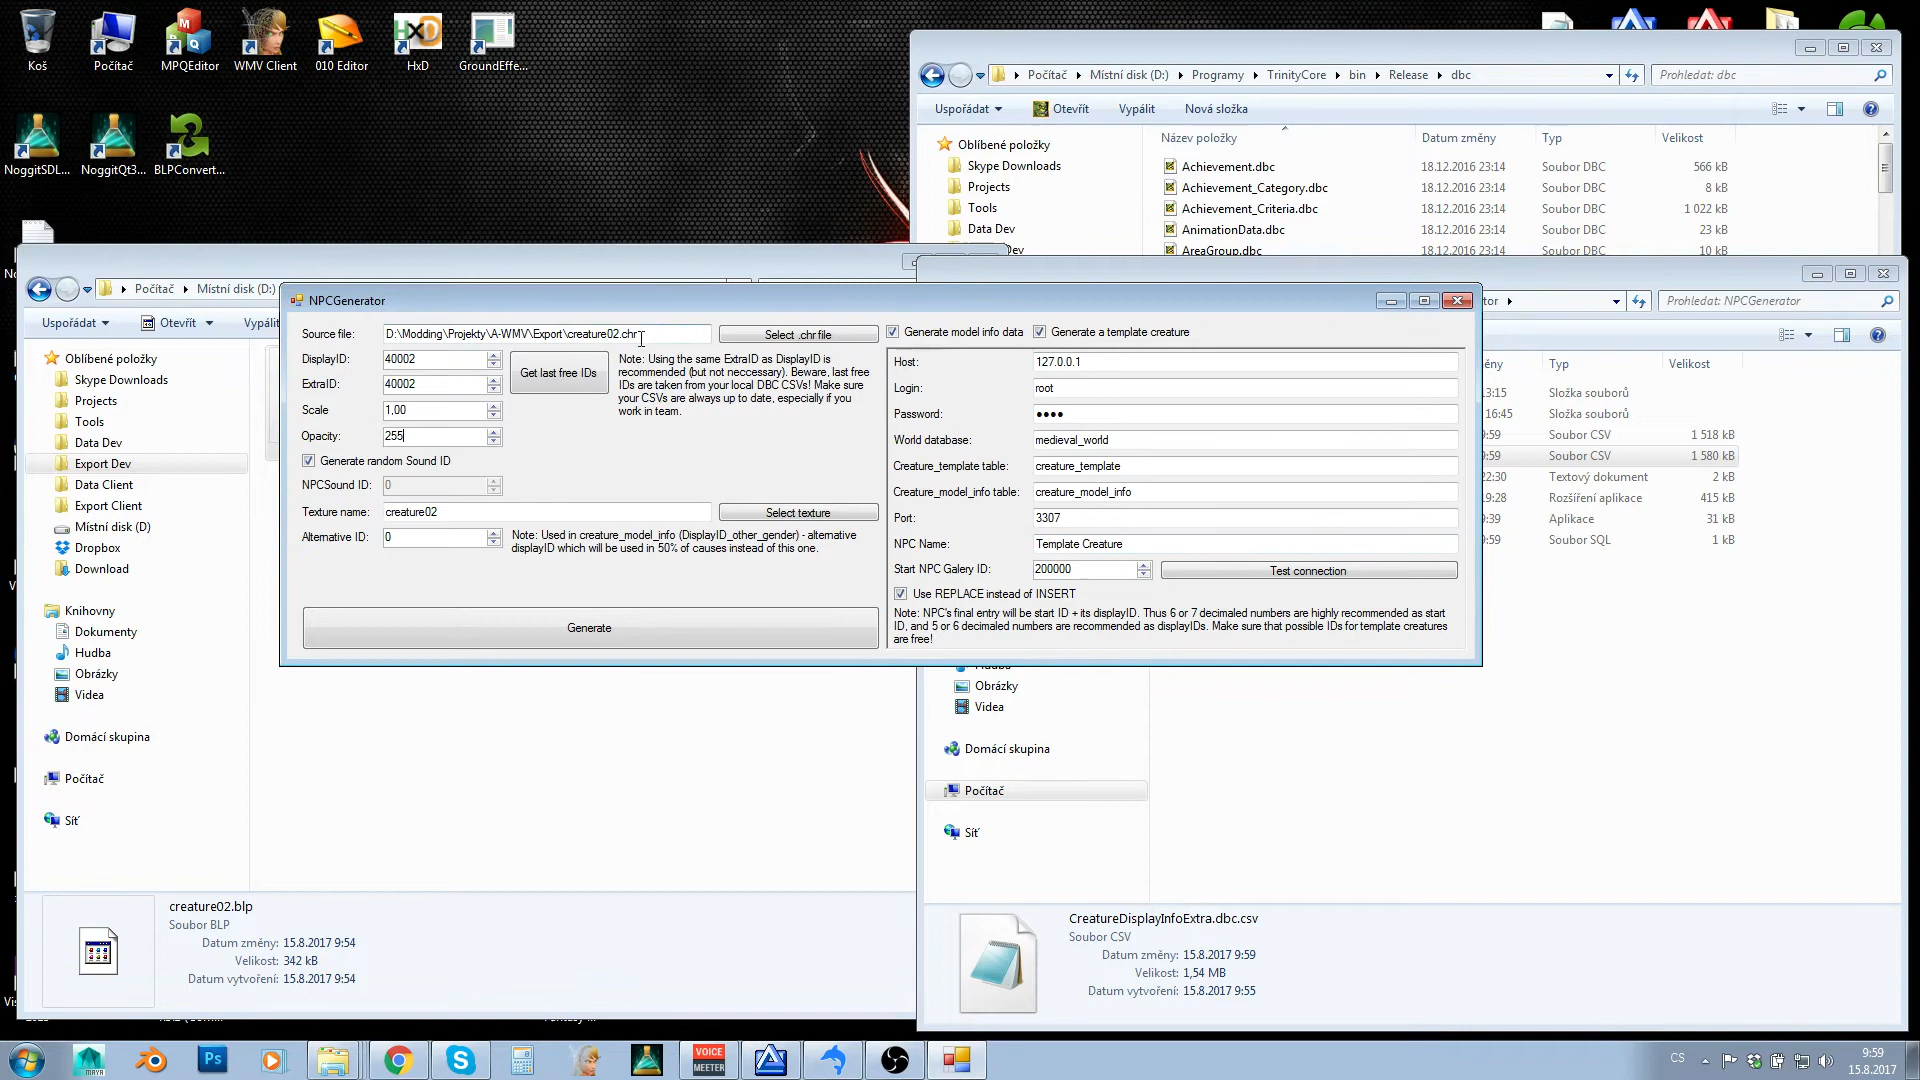 Koš
Počítač
MPQEditor
WMV Client
010 Editor
HxD
GroundEffe...
NoggitSDL...
NoggitQt3...
BLPConvert...
Počítač
Místní disk (D:)
Programy
TrinityCore
bin
Release
dbc
Prohledat: dbc
Uspořádat
Otevřít
Vypálit
Nová složka
Oblíbené položky
Skype Downloads
Projects
Tools
Data Dev
Název položky
Datum změny
Typ
Velikost
Achievement.dbc 18.12.2016 23:14 Soubor DBC 566 kB
Achievement_Category.dbc 18.12.2016 23:14 Soubor DBC 8 kB
Achievement_Criteria.dbc 18.12.2016 23:14 Soubor DBC 1 022 kB
AnimationData.dbc 18.12.2016 23:14 Soubor DBC 23 kB
AreaGroup.dbc 18.12.2016 23:14 Soubor DBC 10 kB
Počítač
Místní disk (D:)
Uspořádat
Otevřít
Vypálit
Oblíbené položky
Skype Downloads
Projects
Tools
Data Dev
Export Dev
Data Client
Export Client
Místní disk (D:)
Dropbox
Download
Knihovny
Dokumenty
Hudba
Obrázky
Videa
Domácí skupina
Počítač
Síť
creature02.blp
Soubor BLP
Datum změny: 15.8.2017 9:54
Velikost: 342 kB
Datum vytvoření: 15.8.2017 9:54
NPCGenerator
Source file: D:\Modding\Projekty\A-WMV\Export\creature02.chr
Select .chr file
DisplayID: 40002
ExtraID: 40002
Get last free IDs
Note: Using the same ExtraID as DisplayID is
recommended (but not neccessary). Beware, last free
IDs are taken from your local DBC CSVs! Make sure
your CSVs are always up to date, especially if you
work in team.
Scale 1,00
Opacity: 255
Generate random Sound ID
NPCSound ID: 0
Texture name: creature02
Select texture
Alternative ID: 0
Note: Used in creature_model_info (DisplayID_other_gender) - alternative
displayID which will be used in 50% of causes instead of this one.
Generate
Generate model info data
Generate a template creature
Host: 127.0.0.1
Login: root
Password: ●●●●
World database: medieval_world
Creature_template table: creature_template
Creature_model_info table: creature_model_info
Port: 3307
NPC Name: Template Creature
Start NPC Galery ID: 200000
Test connection
Use REPLACE instead of INSERT
Note: NPC's final entry will be start ID + its displayID. Thus 6 or 7 decimaled numbers are highly recommended as start
ID, and 5 or 6 decimaled numbers are recommended as displayIDs. Make sure that possible IDs for template creatures
are free!
Prohledat: NPCGenerator
Typ
Velikost
Složka souborů
16:45 Složka souborů
Soubor CSV 1 518 kB
Soubor CSV 1 580 kB
Textový dokument 2 kB
Rozšíření aplikace 415 kB
Aplikace 31 kB
Soubor SQL 1 kB
Obrázky
Videa
Domácí skupina
Počítač
Síť
CreatureDisplayInfoExtra.dbc.csv
Soubor CSV
Datum změny: 15.8.2017 9:59
Velikost: 1,54 MB
Datum vytvoření: 15.8.2017 9:55
MAYA
Ps
VOICE
MEETER
CS
9:59
15.8.2017